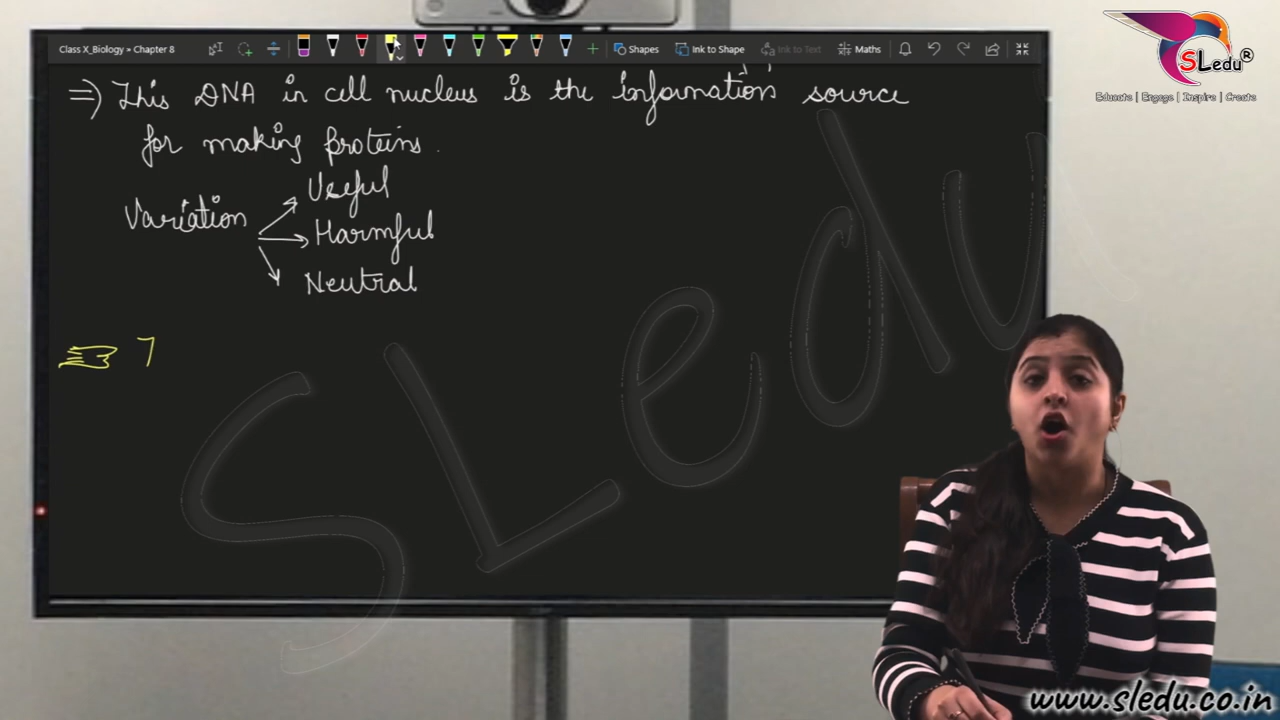 Class X_Biology » Chapter 8
Shapes
Ink to Shape
Ink to Text
Maths
SLedu®
Educate | Engage | Inspire | Create
=> This DNA in cell nucleus is the information source
for making proteins.
Variation
Useful
Harmful
Neutral
SLedu
www.sledu.co.in